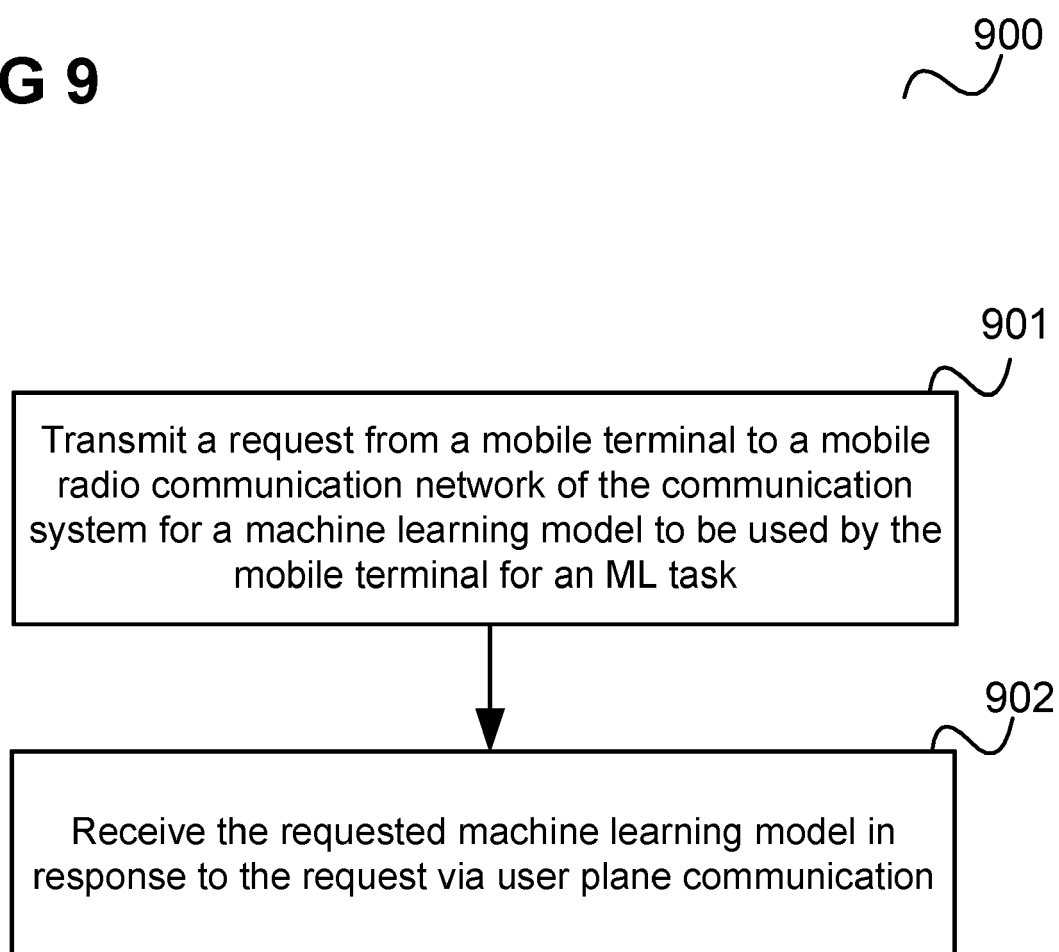 G 9
900
901
Transmit a request from a mobile terminal to a mobile
radio communication network of the communication
system for a machine learning model to be used by the
mobile terminal for an ML task
902
Receive the requested machine learning model in
response to the request via user plane communication